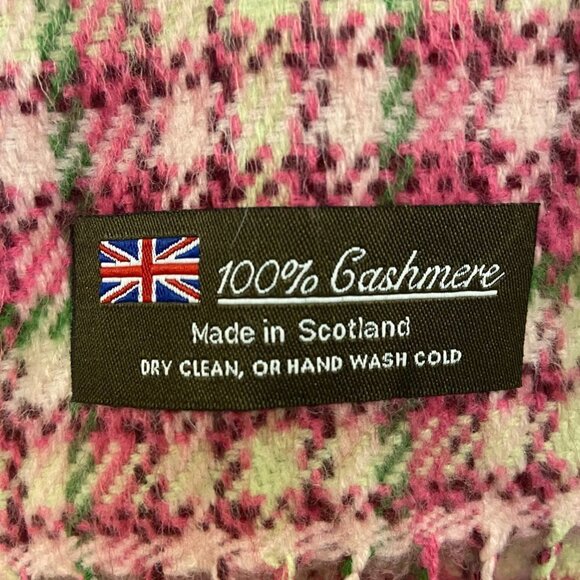 100% Cashmere
Made in Scotland
DRY CLEAN, OR HAND WASH COLD